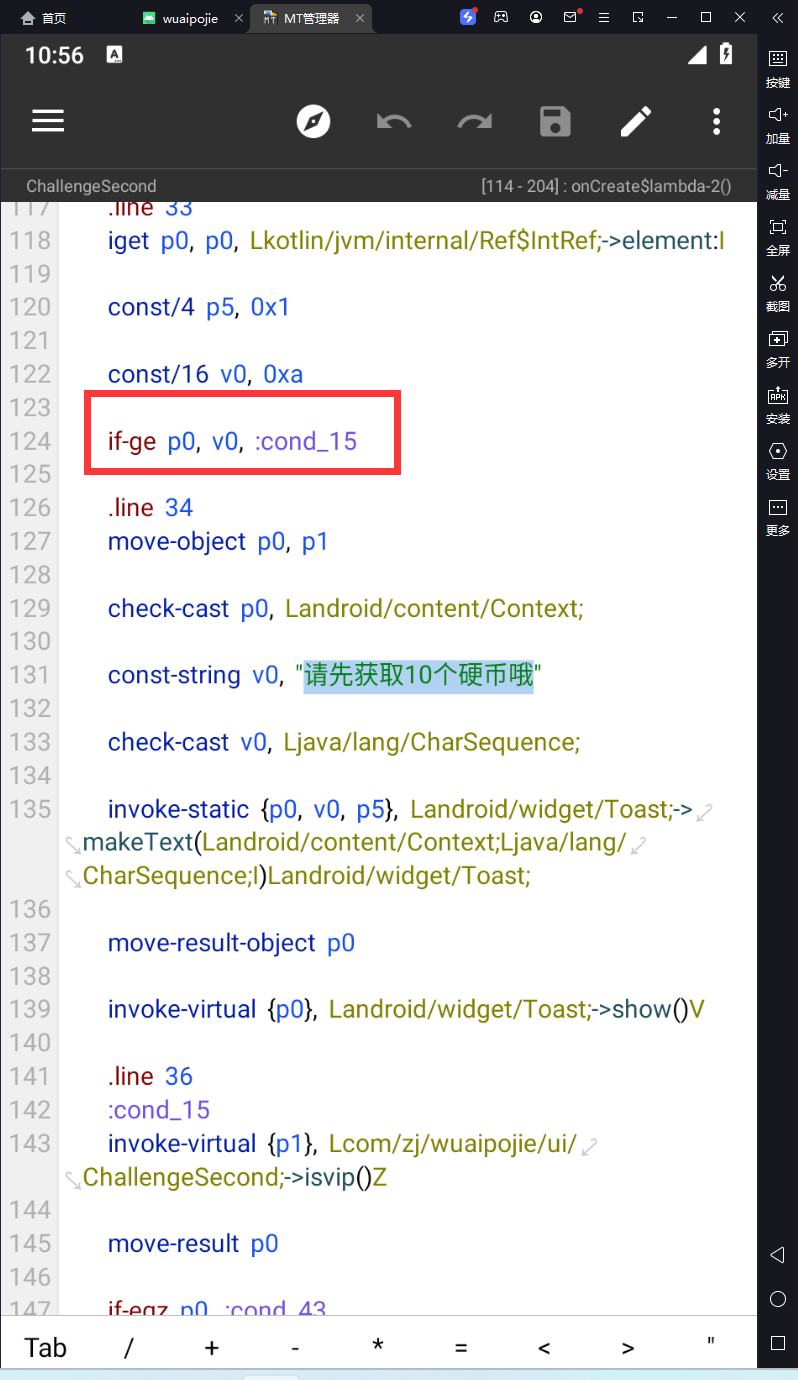 首页 wuaipojie MT管理器
10:56
ChallengeSecond [114 - 204] : onCreate$lambda-2()
117 .line 33
118 iget p0, p0, Lkotlin/jvm/internal/Ref$IntRef;->element:I
119
120 const/4 p5, 0x1
121
122 const/16 v0, 0xa
123
124 if-ge p0, v0, :cond_15
125
126 .line 34
127 move-object p0, p1
128
129 check-cast p0, Landroid/content/Context;
130
131 const-string v0, "请先获取10个硬币哦"
132
133 check-cast v0, Ljava/lang/CharSequence;
134
135 invoke-static {p0, v0, p5}, Landroid/widget/Toast;->
makeText(Landroid/content/Context;Ljava/lang/
CharSequence;I)Landroid/widget/Toast;
136
137 move-result-object p0
138
139 invoke-virtual {p0}, Landroid/widget/Toast;->show()V
140
141 .line 36
142 :cond_15
143 invoke-virtual {p1}, Lcom/zj/wuaipojie/ui/
ChallengeSecond;->isvip()Z
144
145 move-result p0
146
147 if-eqz p0, :cond_43
Tab / + - * = < > "
按键
加量
减量
全屏
截图
多开
APK
安装
设置
更多